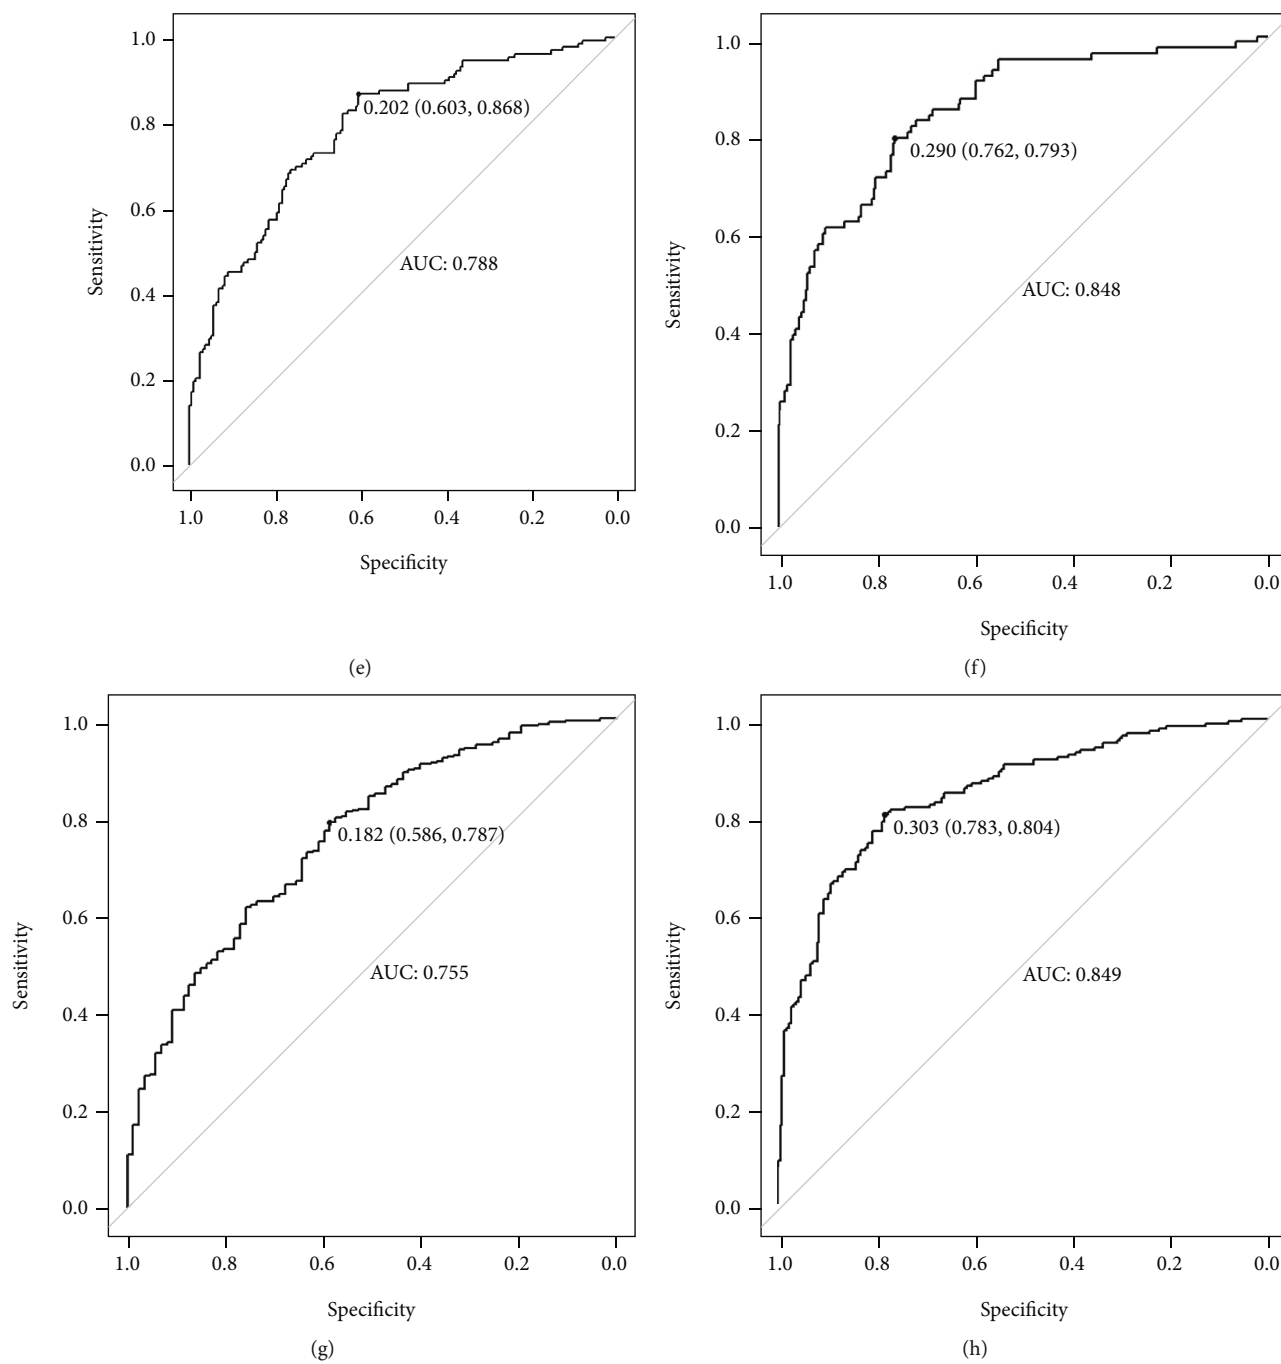 1.0
0.8
0.6
0.4
0.2
0.0
Sensitivity
0.202 (0.603, 0.868)
AUC: 0.788
1.0 0.8 0.6 0.4 0.2 0.0
Specificity
(e)
1.0
0.8
0.6
0.4
0.2
0.0
Sensitivity
0.290 (0.762, 0.793)
AUC: 0.848
1.0 0.8 0.6 0.4 0.2 0.0
Specificity
(f)
1.0
0.8
0.6
0.4
0.2
0.0
Sensitivity
0.182 (0.586, 0.787)
AUC: 0.755
1.0 0.8 0.6 0.4 0.2 0.0
Specificity
(g)
1.0
0.8
0.6
0.4
0.2
0.0
Sensitivity
0.303 (0.783, 0.804)
AUC: 0.849
1.0 0.8 0.6 0.4 0.2 0.0
Specificity
(h)